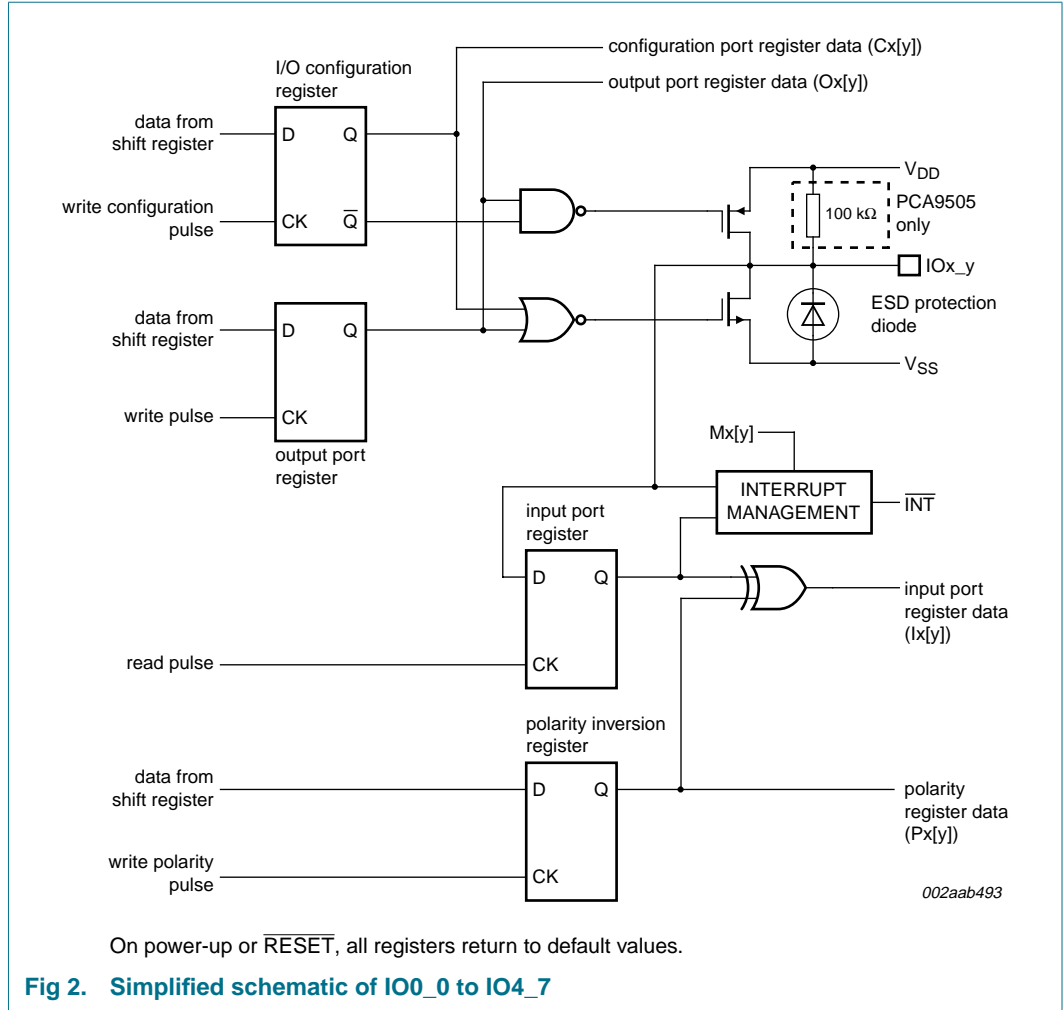 configuration port register data (Cx[y])
output port register data (Ox[y])
I/O configuration
register
data from
shift register
D
Q
write configuration
pulse
CK
Q̅
VDD
100 kΩ
PCA9505
only
IOx_y
ESD protection
diode
VSS
data from
shift register
D
Q
write pulse
CK
output port
register
Mx[y]
INTERRUPT
MANAGEMENT
I̅N̅T̅
input port
register
D
Q
input port
register data
(Ix[y])
read pulse
CK
polarity inversion
register
data from
shift register
D
Q
polarity
register data
(Px[y])
write polarity
pulse
CK
002aab493
On power-up or R̅E̅S̅E̅T̅, all registers return to default values.
Fig 2. Simplified schematic of IO0_0 to IO4_7